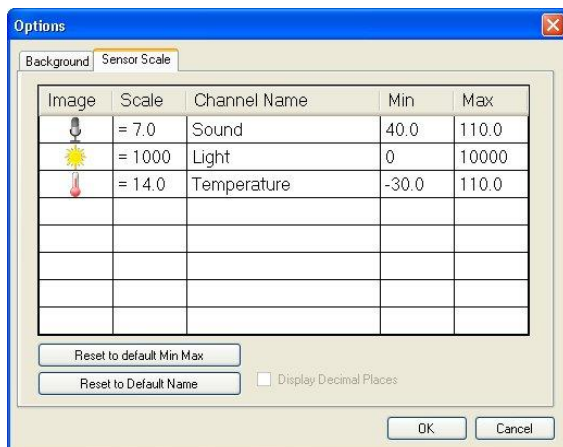 Options
Background Sensor Scale
Image Scale Channel Name Min Max
= 7.0 Sound 40.0 110.0
= 1000 Light 0 10000
= 14.0 Temperature -30.0 110.0
Reset to default Min Max
Reset to Default Name Display Decimal Places
OK Cancel